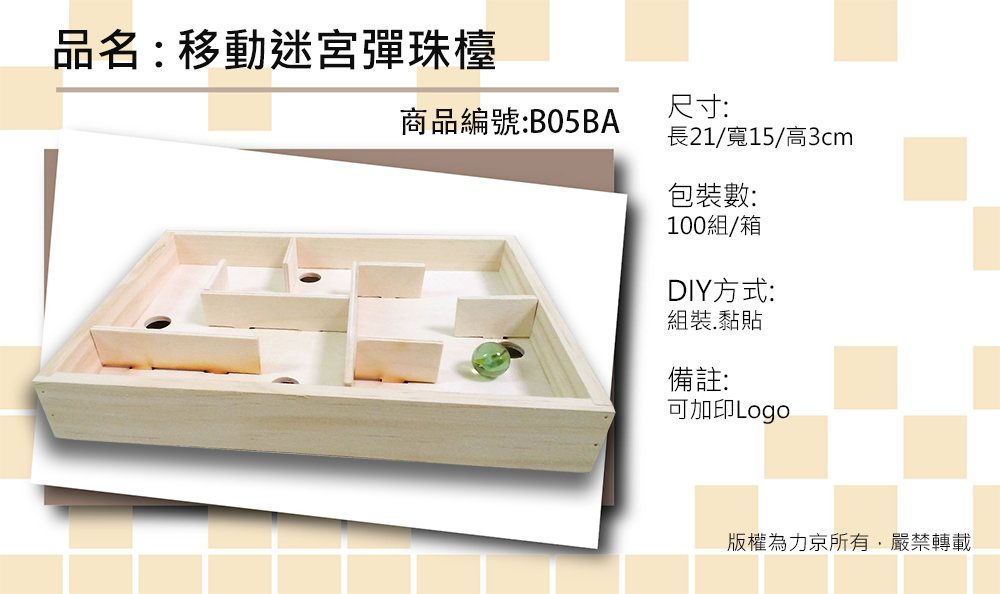 品名 : 移動迷宮彈珠檯
商品編號:B05BA
尺寸:
長21/寬15/高3cm
包裝數:
100組/箱
DIY方式:
組裝.黏貼
備註:
可加印Logo
版權為力京所有，嚴禁轉載